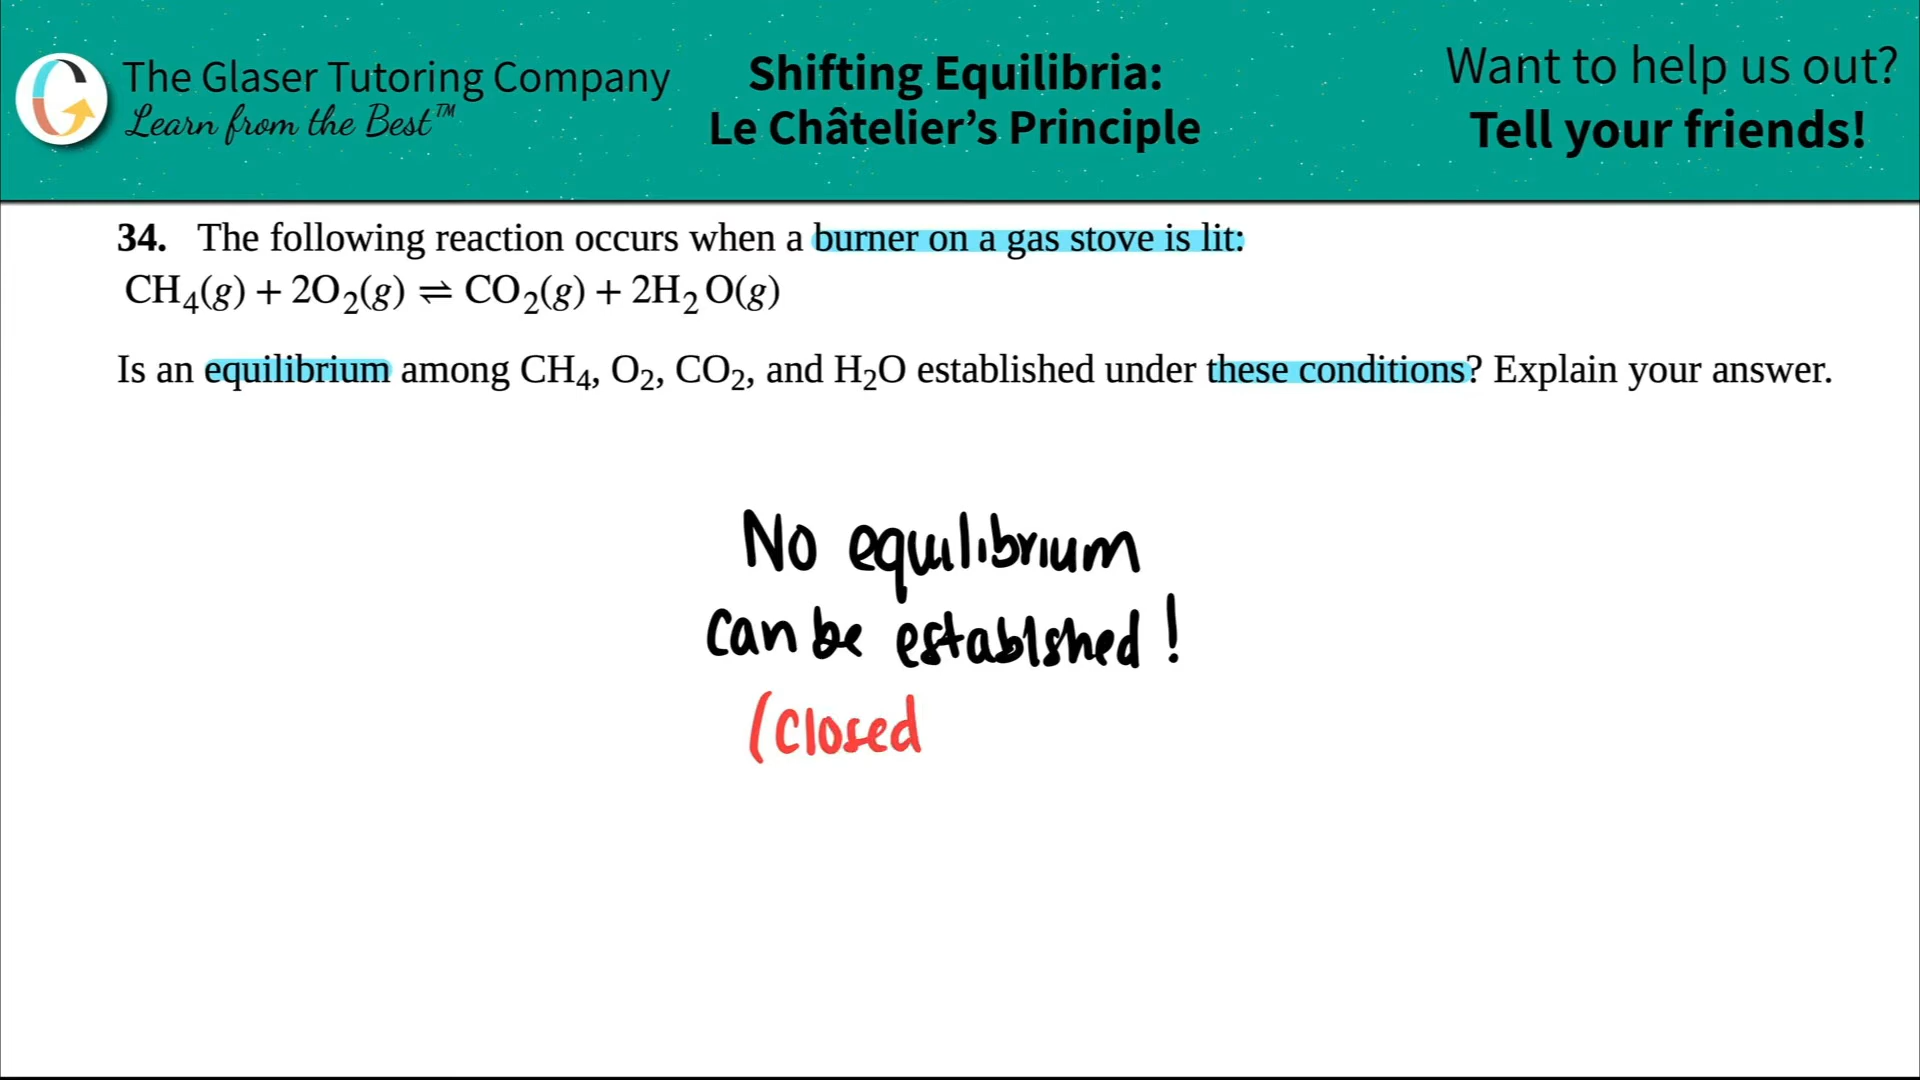 The Glaser Tutoring Company
Learn from the Best™
Shifting Equilibria:
Le Châtelier’s Principle
Want to help us out?
Tell your friends!
34. The following reaction occurs when a burner on a gas stove is lit:
CH₄(g) + 2O₂(g) ⇌ CO₂(g) + 2H₂O(g)
Is an equilibrium among CH₄, O₂, CO₂, and H₂O established under these conditions? Explain your answer.
No equilibrium
can be established!
(closed